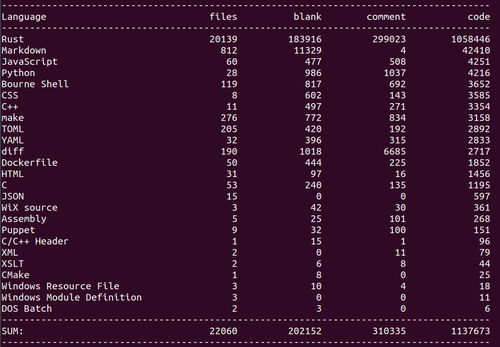 --------------------------------------------------------------------------------
Language                      files          blank        comment           code
--------------------------------------------------------------------------------
Rust                          20139         183916         299023        1058446
Markdown                        812          11329              4          42410
JavaScript                       60            477            508           4251
Python                           28            986           1037           4216
Bourne Shell                    119            817            692           3652
CSS                               8            602            143           3585
C++                              11            497            271           3354
make                            276            772            834           3158
TOML                            205            420            192           2892
YAML                             32            396            315           2833
diff                            190           1018           6685           2717
Dockerfile                       50            444            225           1852
HTML                             31             97             16           1456
C                                53            240            135           1195
JSON                             15              0              0            597
WiX source                        3             42             30            361
Assembly                          5             25            101            268
Puppet                            9             32            100            151
C/C++ Header                      1             15              1             96
XML                               2              0             11             79
XSLT                              2              6              8             44
CMake                             1              8              0             25
Windows Resource File             3             10              4             18
Windows Module Definition         3              0              0             11
DOS Batch                         2              3              0              6
--------------------------------------------------------------------------------
SUM:                          22060         202152         310335        1137673
--------------------------------------------------------------------------------